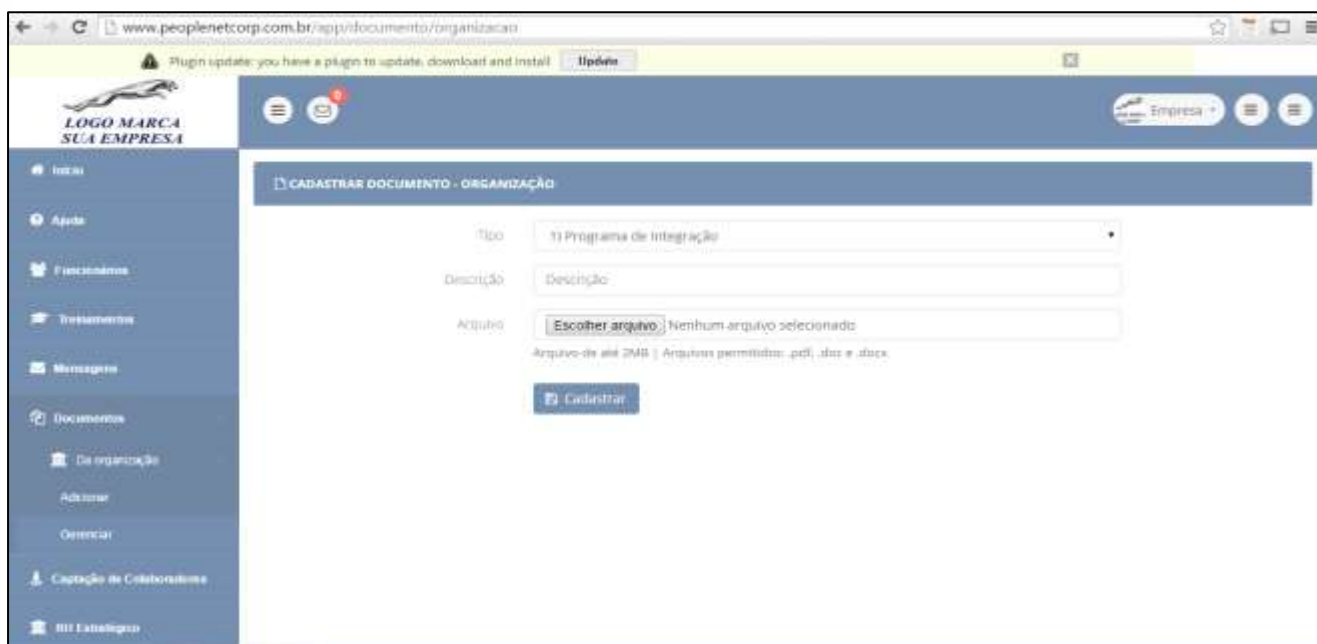 www.peoplenetcorp.com.br/app/documento/organizacao
Plugin update: you have a plugin to update, download and install Update
LOGO MARCA
SUA EMPRESA
0
Empresa
Início
CADASTRAR DOCUMENTO - ORGANIZAÇÃO
Ajuda
Tipo 1) Programa de Integração
Funcionários
Descrição Descrição
Treinamentos
Arquivo Escolher arquivo Nenhum arquivo selecionado
Arquivo de até 2MB | Arquivos permitidos: .pdf, .doc e .docx
Mensagens
Cadastrar
Documentos
Da organização
Adicionar
Gerenciar
Captação de Colaboradores
RH Estratégico